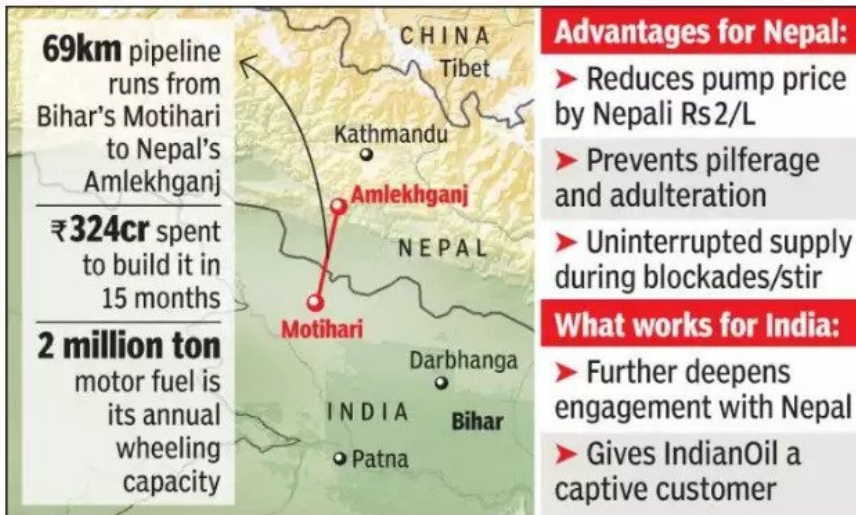 69km pipeline
runs from
Bihar's Motihari
to Nepal's
Amlekhganj
₹324cr spent
to build it in
15 months
2 million ton
motor fuel is
its annual
wheeling
capacity
CHINA
Tibet
Kathmandu
Amlekhganj
NEPAL
Motihari
Darbhanga
INDIA
Bihar
Patna
Advantages for Nepal:
➤ Reduces pump price
by Nepali Rs2/L
➤ Prevents pilferage
and adulteration
➤ Uninterrupted supply
during blockades/stir
What works for India:
➤ Further deepens
engagement with Nepal
➤ Gives IndianOil a
captive customer